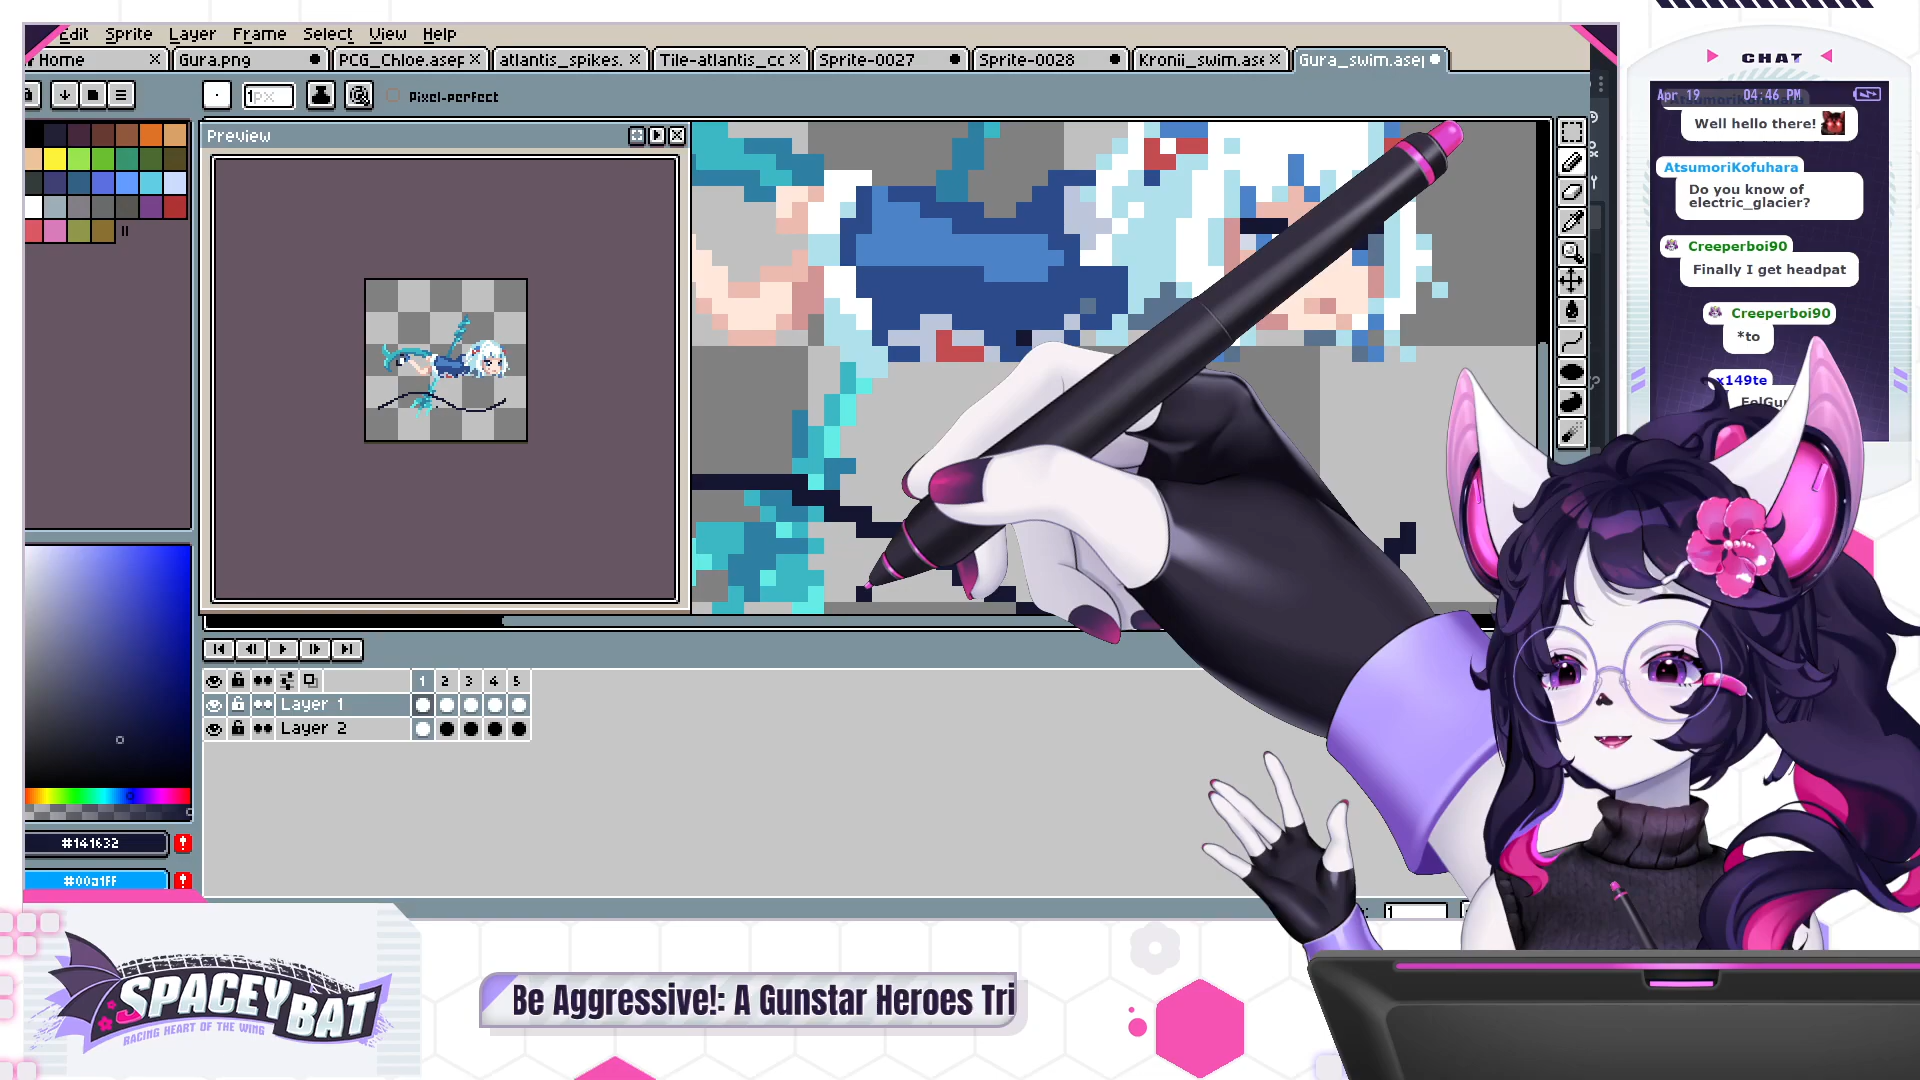 Edit Sprite Layer Frame Select View Help
Home
Gura.png
PCG_Chloe.asep
atlantis_spikes.
Tile-atlantis_cc
Sprite-0027
Sprite-0028
Kronii_swim.ase
Gura_swim.ase
1px
Pixel-perfect
Preview
1 2 3 4 5
Layer 1
Layer 2
#141632
#00a1FF
CHAT
Apr 19 04:46 PM
Well hello there!
AtsumoriKofuhara
Do you know of
electric_glacier?
Creeperboi90
Finally I get headpat
Creeperboi90
*to
x149te
SPACEYBAT
RACING HEART OF THE WING
Be Aggressive!: A Gunstar Heroes Tri